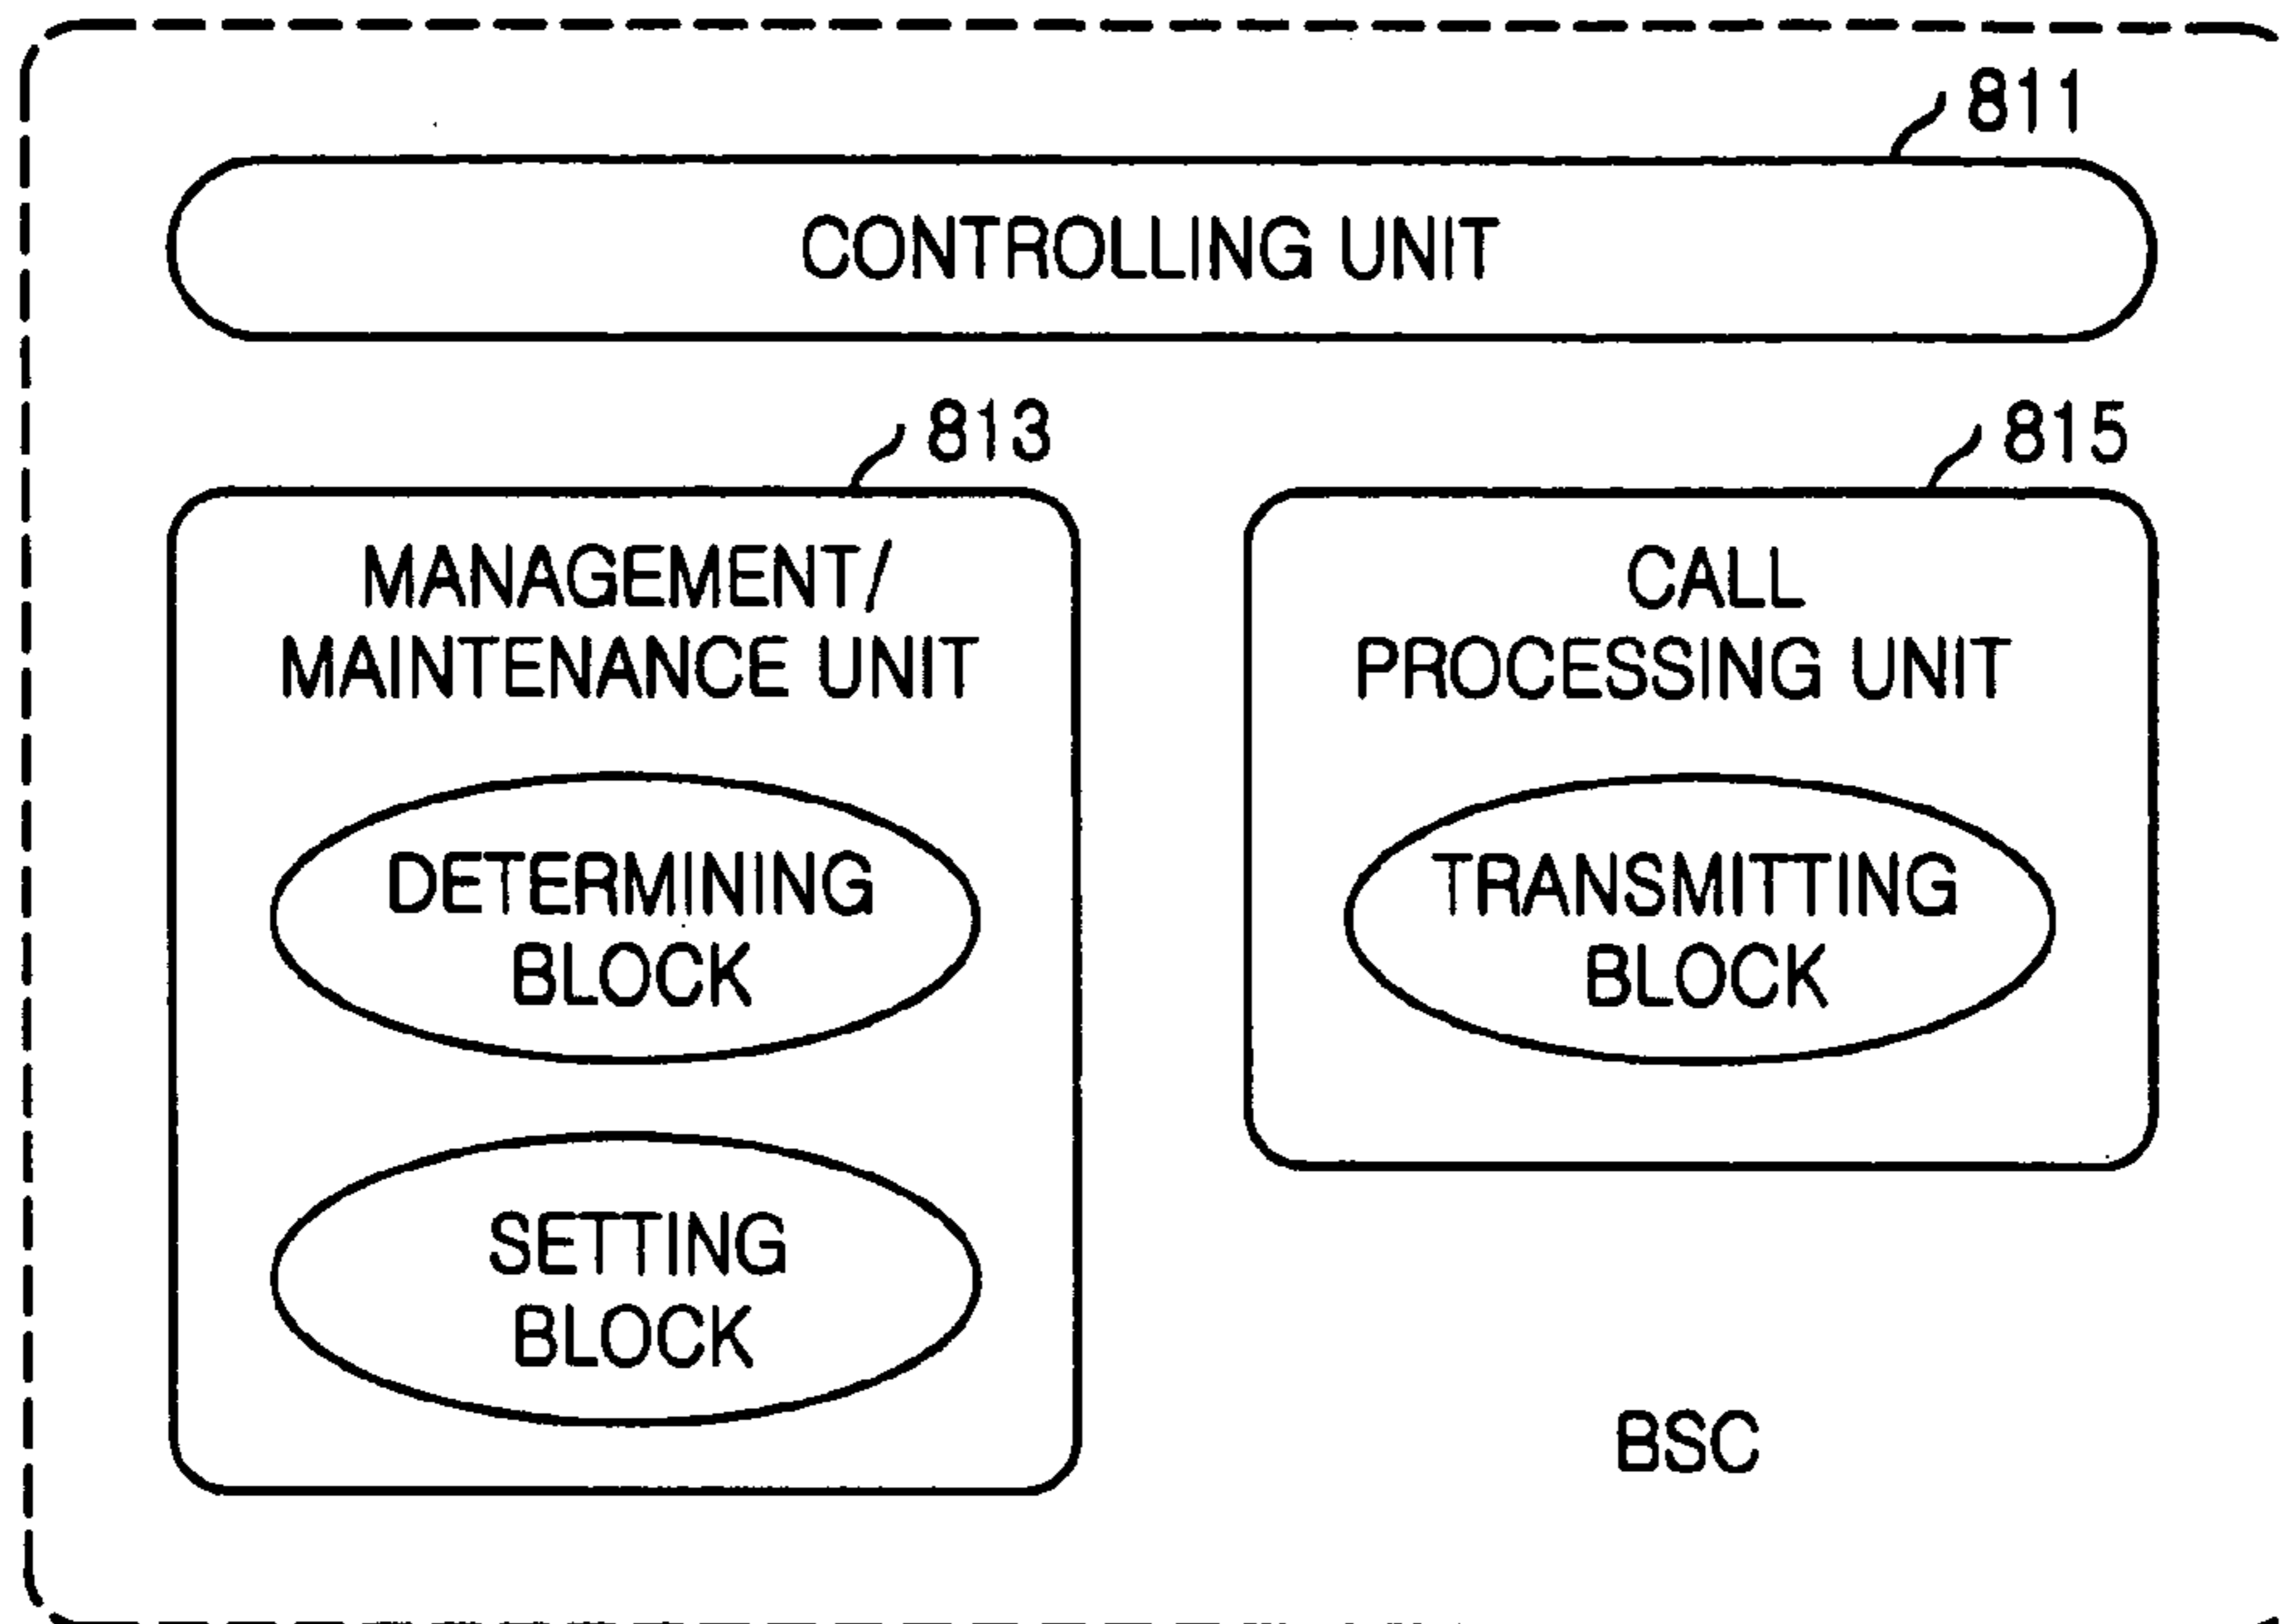 811
CONTROLLING UNIT
813
MANAGEMENT/
MAINTENANCE UNIT
DETERMINING
BLOCK
SETTING
BLOCK
815
CALL
PROCESSING UNIT
TRANSMITTING
BLOCK
BSC